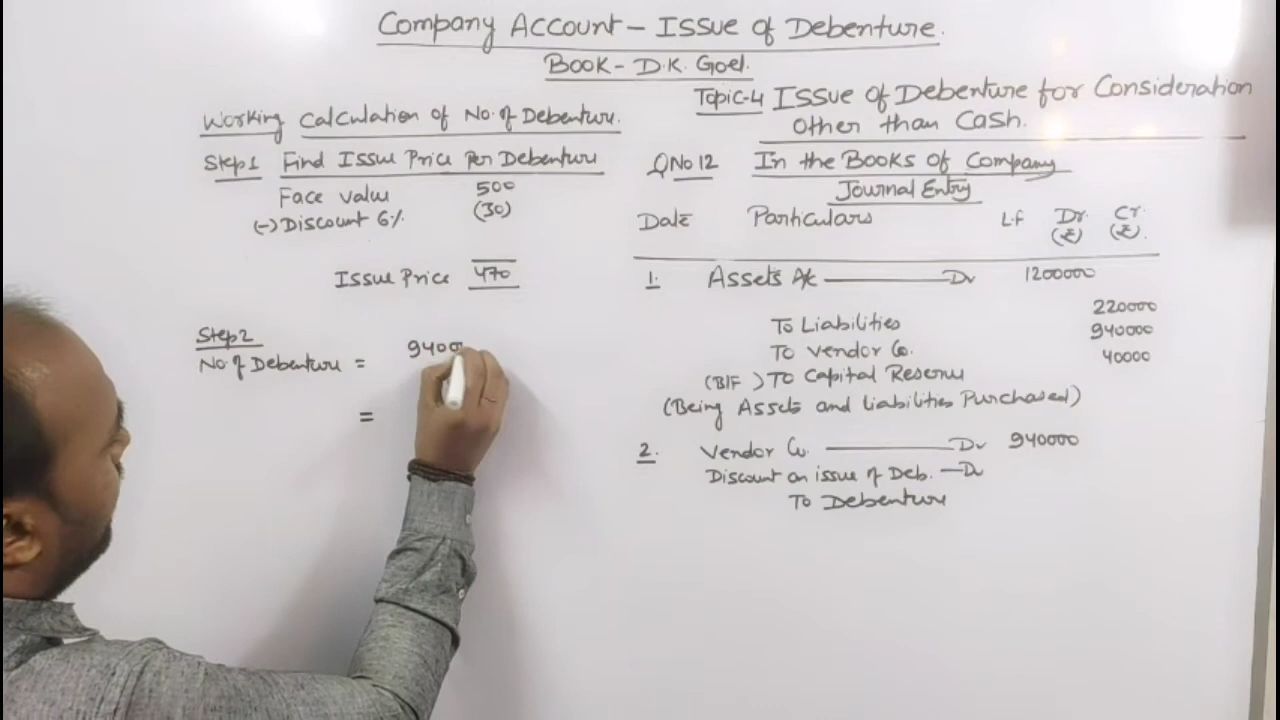 Company Account - Issue of Debenture.
Book - D.K. Goel.
Topic-4 Issue of Debenture for Consideration
Other than Cash.
Working Calculation of No. of Debenture.
Step 1 Find Issue Price Per Debenture
Face value 500
(-) Discount 6% (30)
Issue Price 470
Step 2
No. of Debenture = 9400
=
QNo 12 In the Books of Company
Journal Entry
Date Particulars L.F Dr. (₹) Cr. (₹).
1. Assets A/c Dr 1200000
To Liabilities 220000
To Vendor Co. 940000
(B/F) To Capital Reserve 40000
(Being Assets and liabilities Purchased)
2. Vendor Co. Dr 940000
Discount on issue of Deb. Dr
To Debenture